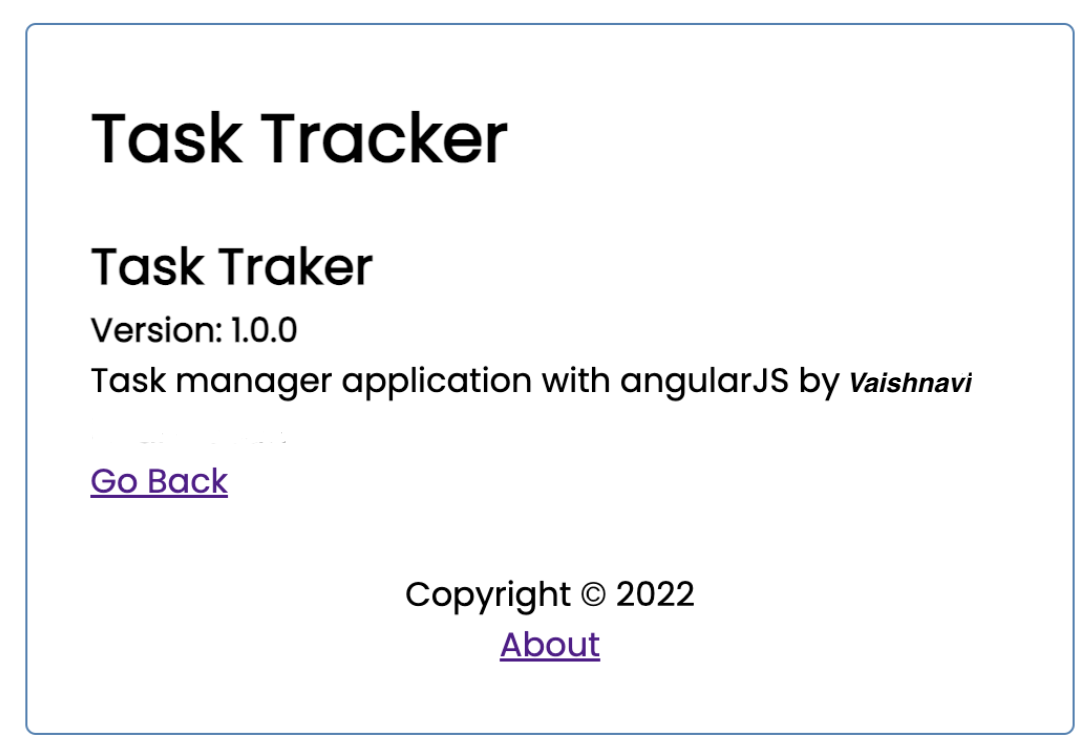 Task Tracker
Task Traker
Version: 1.0.0
Task manager application with angularJS by Vaishnavi
Go Back
Copyright © 2022
About